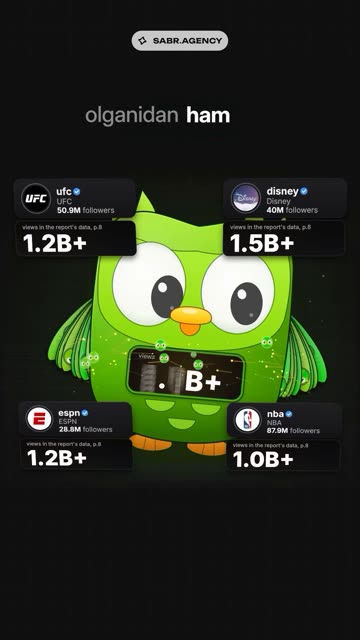 SABR.AGENCY
olganidan ham
UFC
ufc
UFC
50.9M followers
views in the report's data, p.8
1.2B+
Disney
disney
Disney
40M followers
views in the report's data, p.8
1.5B+
views
. B+
E
espn
ESPN
28.8M followers
views in the report's data, p.8
1.2B+
nba
NBA
87.9M followers
views in the report's data, p.8
1.0B+